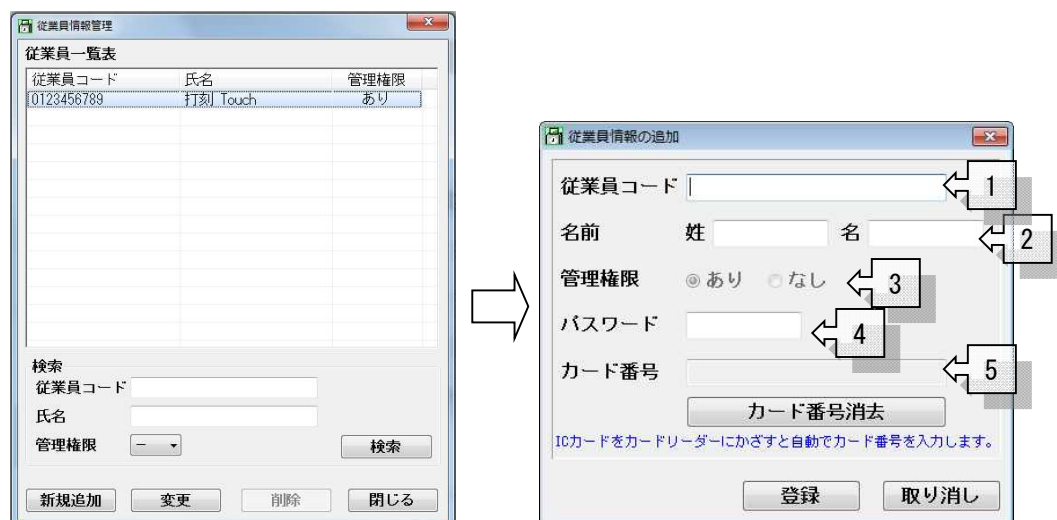 従業員情報管理
従業員一覧表
従業員コード 氏名 管理権限
0123456789 打刻 Touch あり
検索
従業員コード
氏名
管理権限 － 検索
新規追加 変更 削除 閉じる
従業員情報の追加
従業員コード 1
名前 姓 名 2
管理権限 あり なし 3
パスワード 4
カード番号 5
カード番号消去
ICカードをカードリーダーにかざすと自動でカード番号を入力します。
登録 取り消し